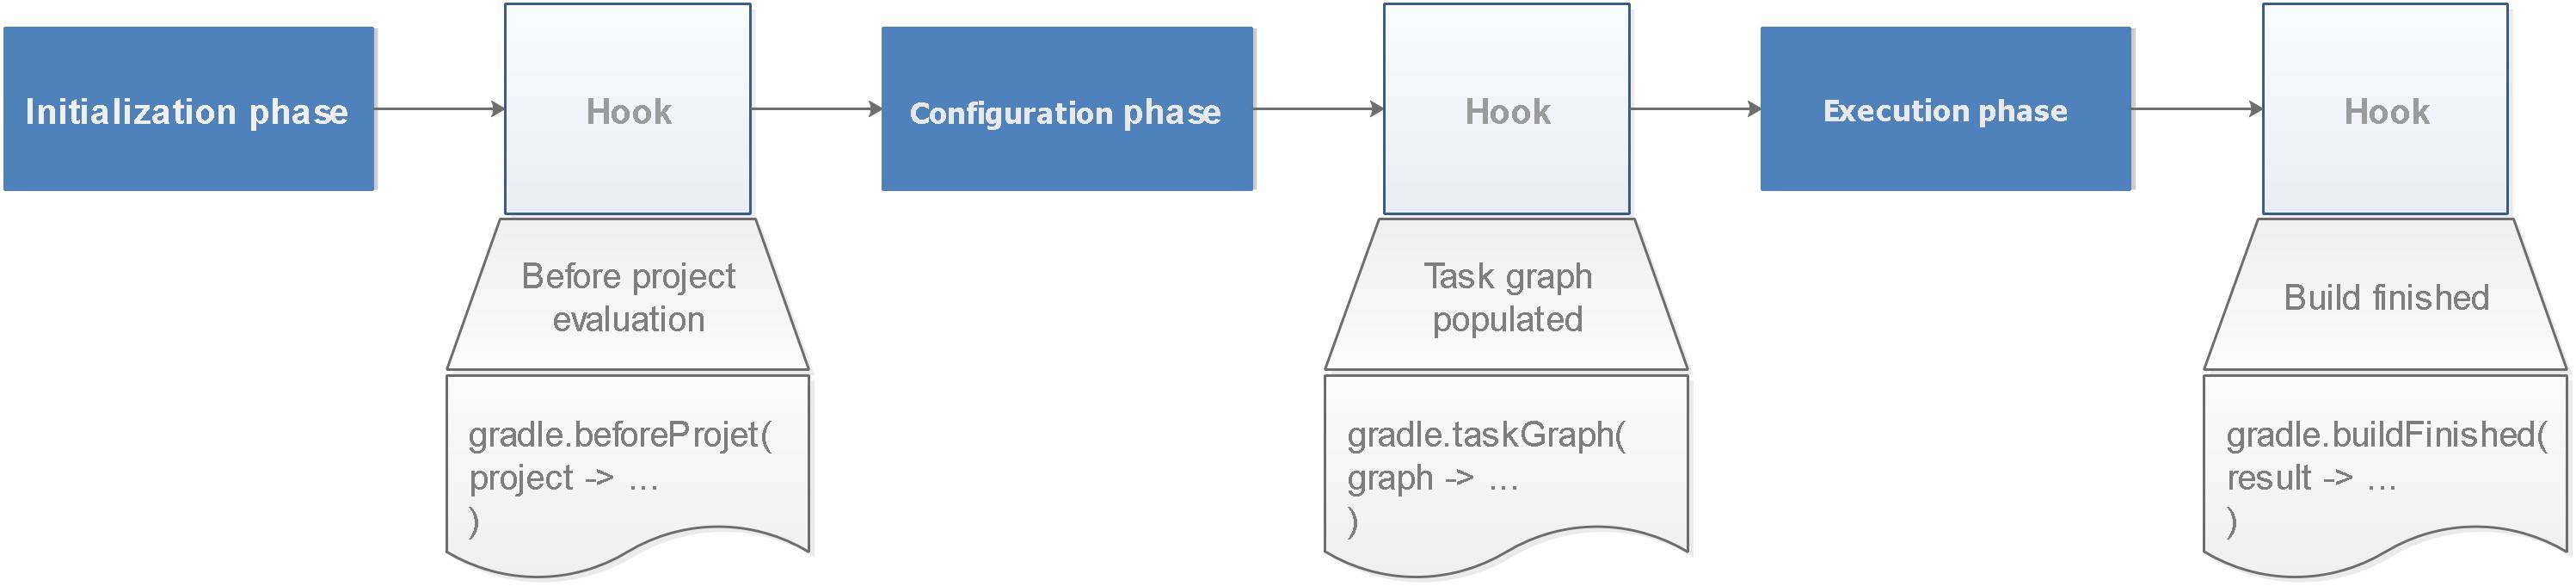 Initialization phase
Hook
Configuration phase
Hook
Execution phase
Hook
Before project
evaluation
Task graph
populated
Build finished
gradle.beforeProjet(
project -> ...
)
gradle.taskGraph(
graph -> ...
)
gradle.buildFinished(
result -> ...
)